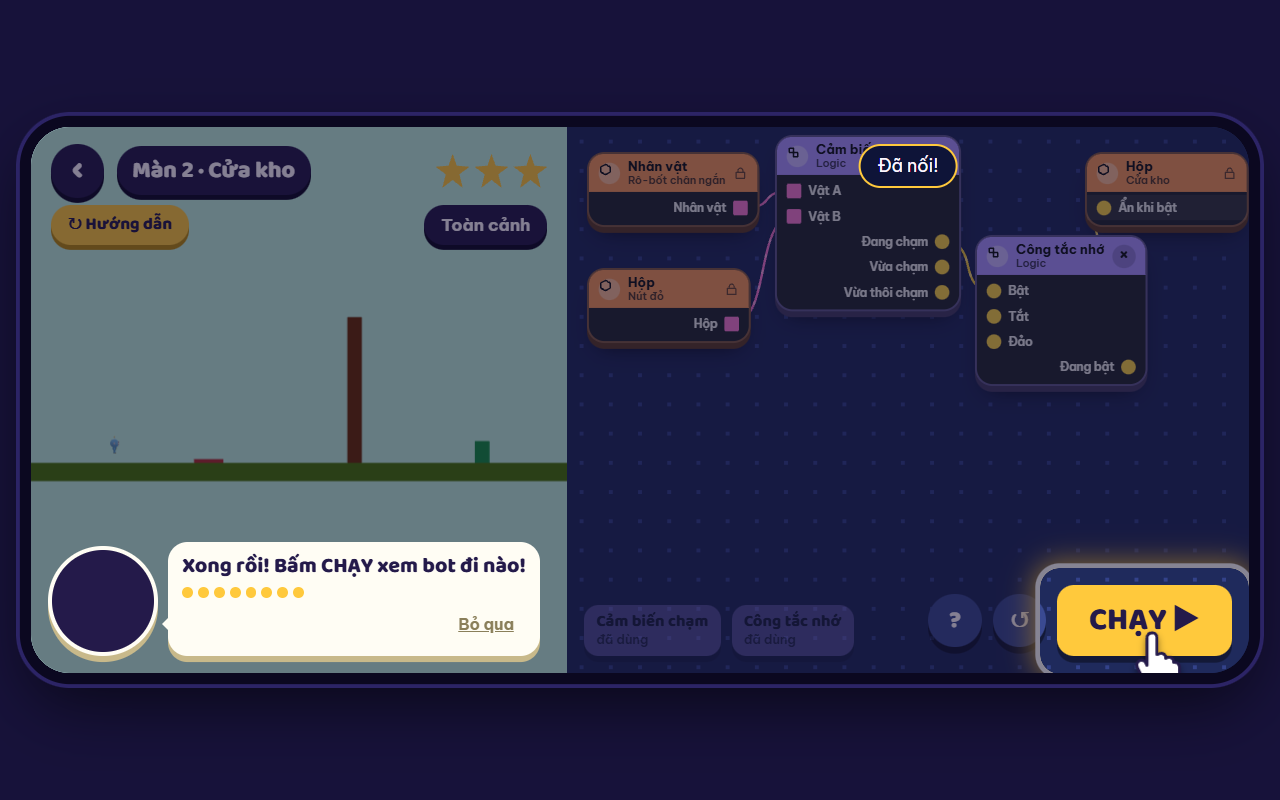 Màn 2 · Cửa kho
↻ Hướng dẫn
Toàn cảnh
Xong rồi! Bấm CHẠY xem bot đi nào!
Bỏ qua
Nhân vật
Rô-bốt chân ngắn
Nhân vật
Hộp
Nút đỏ
Hộp
Logic
Đã nối!
Vật A
Vật B
Đang chạm
Vừa chạm
Vừa thôi chạm
Hộp
Cửa kho
Ẩn khi bật
Công tắc nhớ
Logic
Bật
Tắt
Đảo
Đang bật
Cảm biến chạm
đã dùng
Công tắc nhớ
đã dùng
?
CHẠY